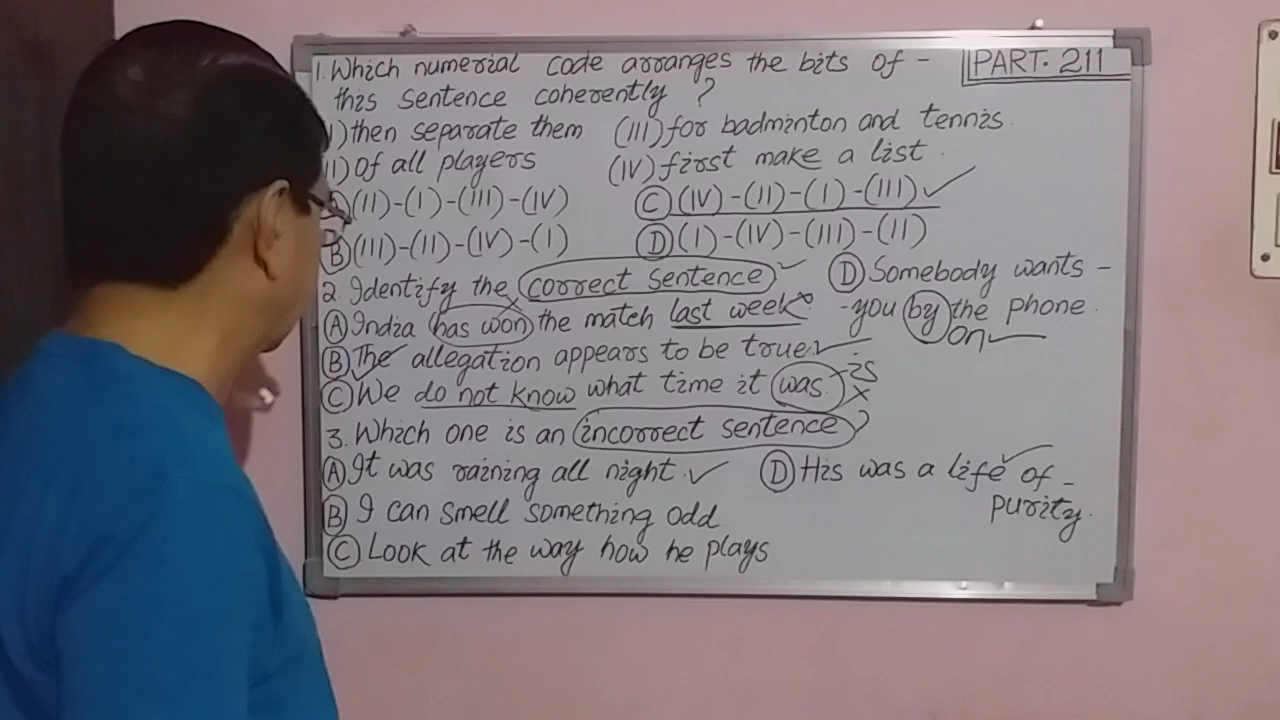 PART. 211
1. Which numerial code arranges the bits of -
this sentence coherently ?
I) then separate them (III) for badminton and tennis.
II) Of all players (IV) first make a list
A (II)-(I)-(III)-(IV) C (IV)-(II)-(I)-(III) ✓
B (III)-(II)-(IV)-(I) D (I)-(IV)-(III)-(II)
2. Identify the correct sentence ✓ D Somebody wants -
A India has won the match last week. -you by the phone.
on ✓
B The allegation appears to be true. ✓
C We do not know what time it was. is
3. Which one is an incorrect sentence ?
A It was raining all night. ✓ D His was a life of -
purity.
B I can smell something odd
C Look at the way how he plays